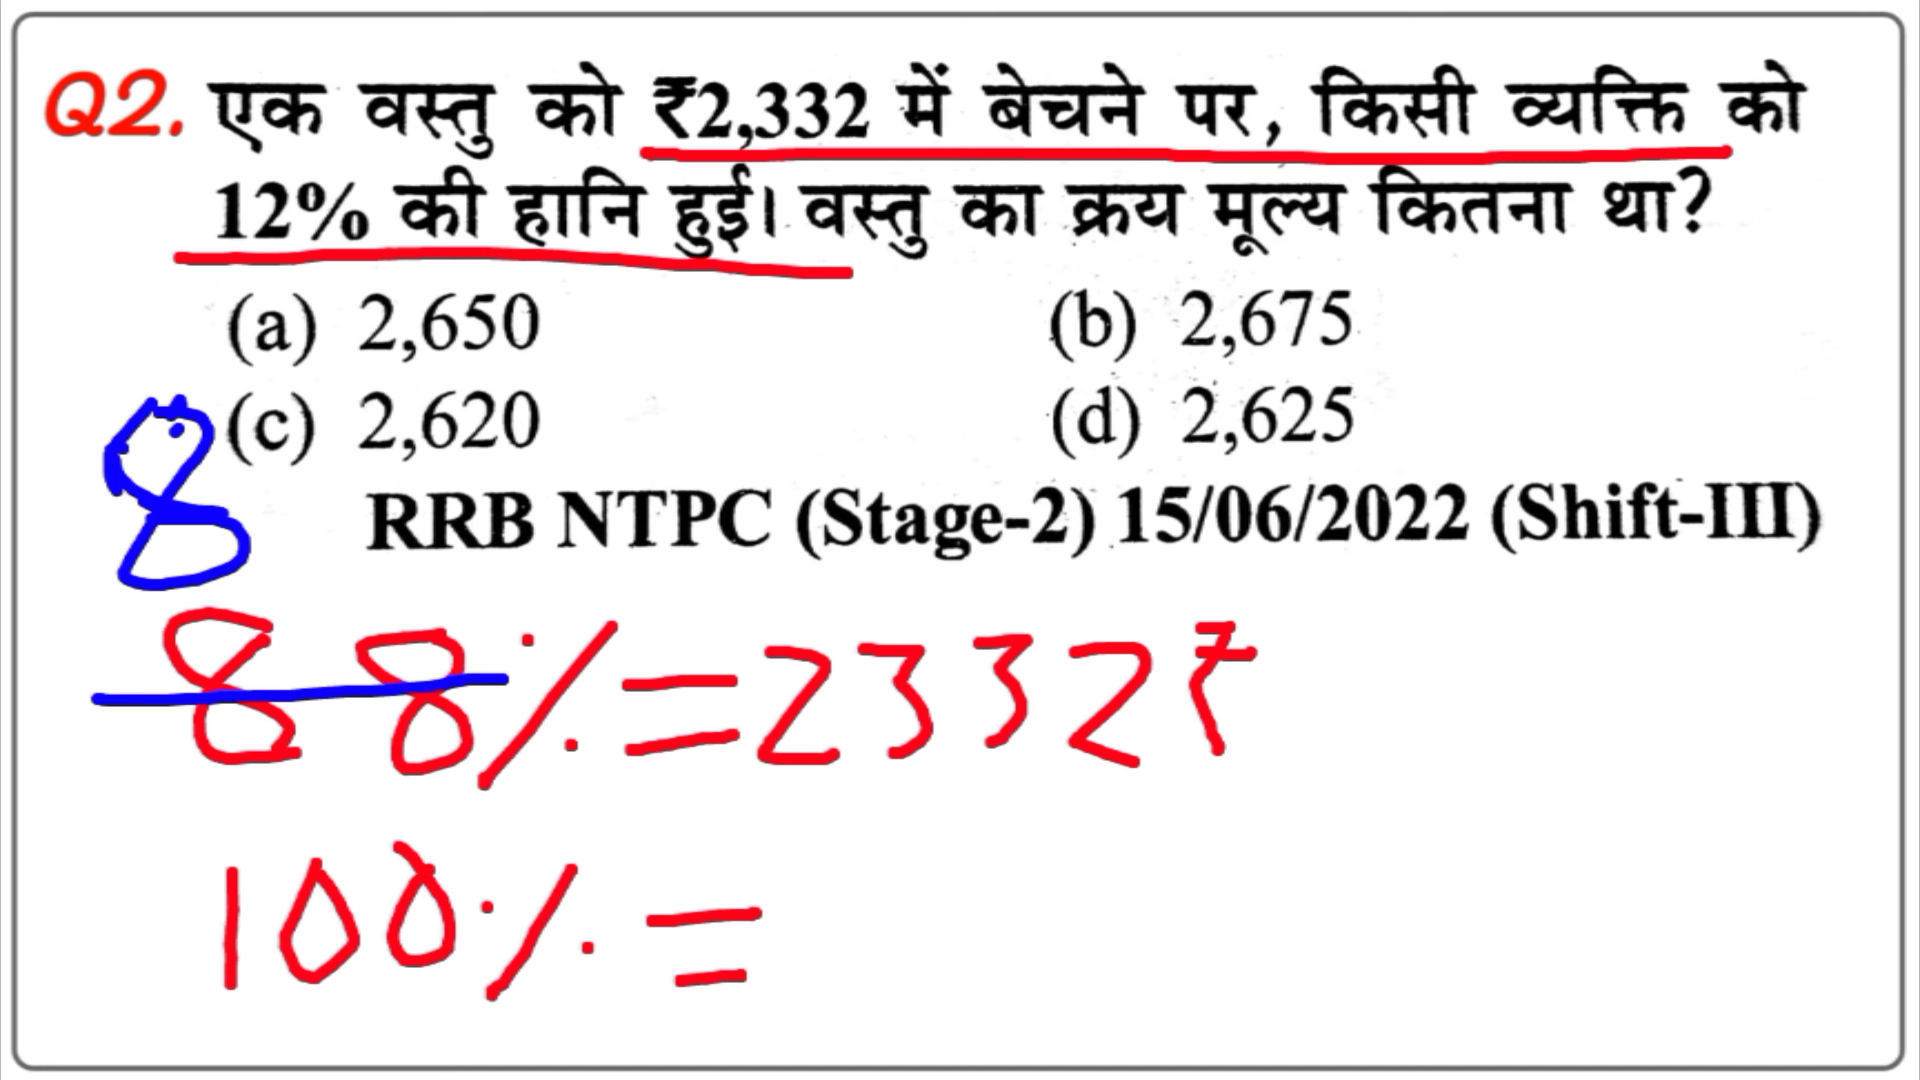 Q2. एक वस्तु को ₹2,332 में बेचने पर, किसी व्यक्ति को
12% की हानि हुई। वस्तु का क्रय मूल्य कितना था?
(a) 2,650 (b) 2,675
(c) 2,620 (d) 2,625
8
RRB NTPC (Stage-2) 15/06/2022 (Shift-III)
88%=2332₹
100%=